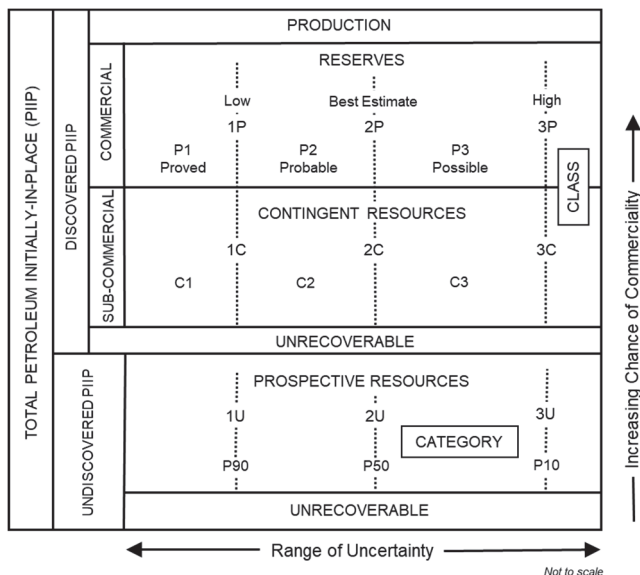 TOTAL PETROLEUM INITIALLY-IN-PLACE (PIIP)
DISCOVERED PIIP
UNDISCOVERED PIIP
COMMERCIAL
SUB-COMMERCIAL
PRODUCTION
RESERVES
Low Best Estimate High
1P 2P 3P
P1 P2 P3
Proved Probable Possible
CLASS
CONTINGENT RESOURCES
1C 2C 3C
C1 C2 C3
UNRECOVERABLE
PROSPECTIVE RESOURCES
1U 2U 3U
CATEGORY
P90 P50 P10
UNRECOVERABLE
Increasing Chance of Commerciality
Range of Uncertainty
Not to scale